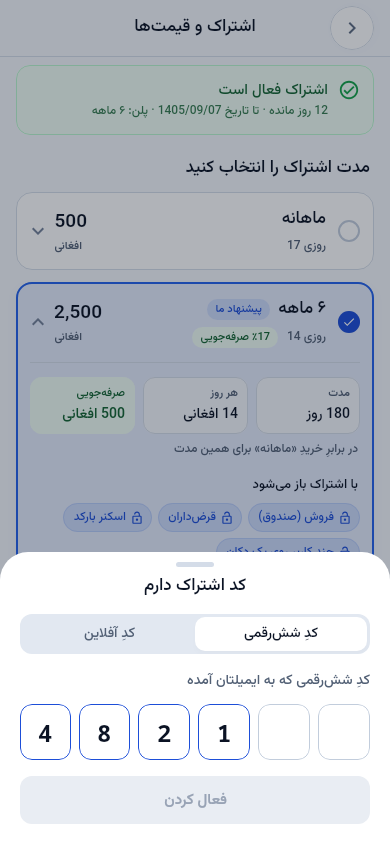 اشتراک و قیمت‌ها
اشتراک فعال است
12 روز مانده · تا تاریخ 1405/09/07 · پلن: ۶ ماهه
مدت اشتراک را انتخاب کنید
ماهانه
500
روزی 17
افغانی
۶ ماهه
پیشنهاد ما
2,500
روزی 14
17٪ صرفه‌جویی
افغانی
مدت
هر روز
صرفه‌جویی
180 روز
14 افغانی
500 افغانی
در برابرِ خریدِ «ماهانه» برای همین مدت
با اشتراک باز می‌شود
فروش (صندوق)
قرض‌داران
اسکنر بارکد
کد اشتراک دارم
کدِ شش‌رقمی
کدِ آفلاین
کدِ شش‌رقمی که به ایمیلتان آمده
4 8 2 1
فعال کردن